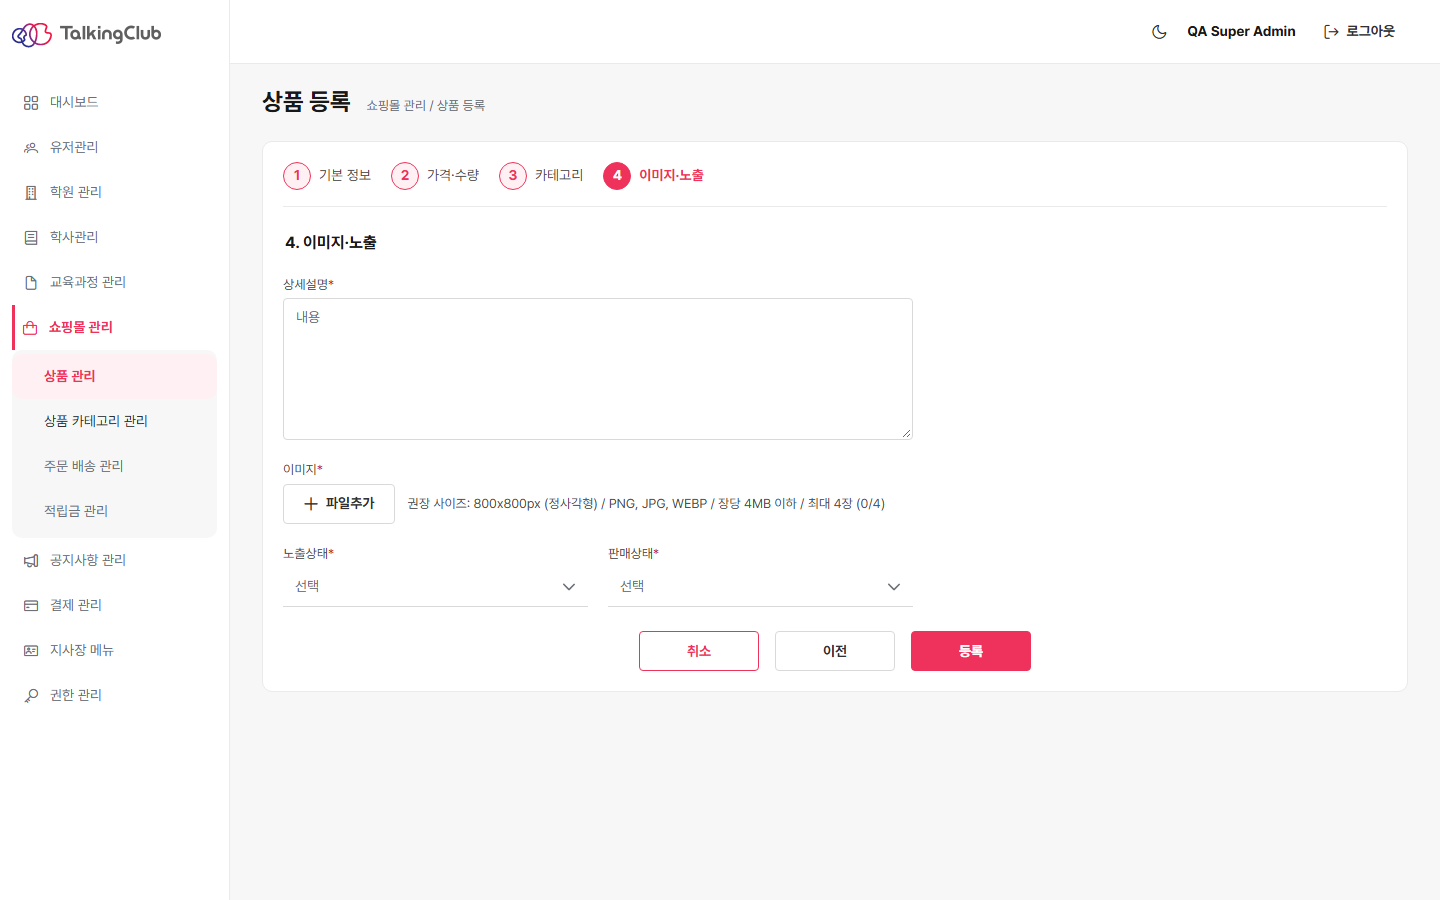 TalkingClub
QA Super Admin
로그아웃
대시보드
유저관리
학원 관리
학사관리
교육과정 관리
쇼핑몰 관리
상품 관리
상품 카테고리 관리
주문 배송 관리
적립금 관리
공지사항 관리
결제 관리
지사장 메뉴
권한 관리
상품 등록 쇼핑몰 관리 / 상품 등록
1 기본 정보 2 가격·수량 3 카테고리 4 이미지·노출
4. 이미지·노출
상세설명*
내용
이미지*
파일추가 권장 사이즈: 800x800px (정사각형) / PNG, JPG, WEBP / 장당 4MB 이하 / 최대 4장 (0/4)
노출상태* 판매상태*
선택 선택
취소 이전 등록